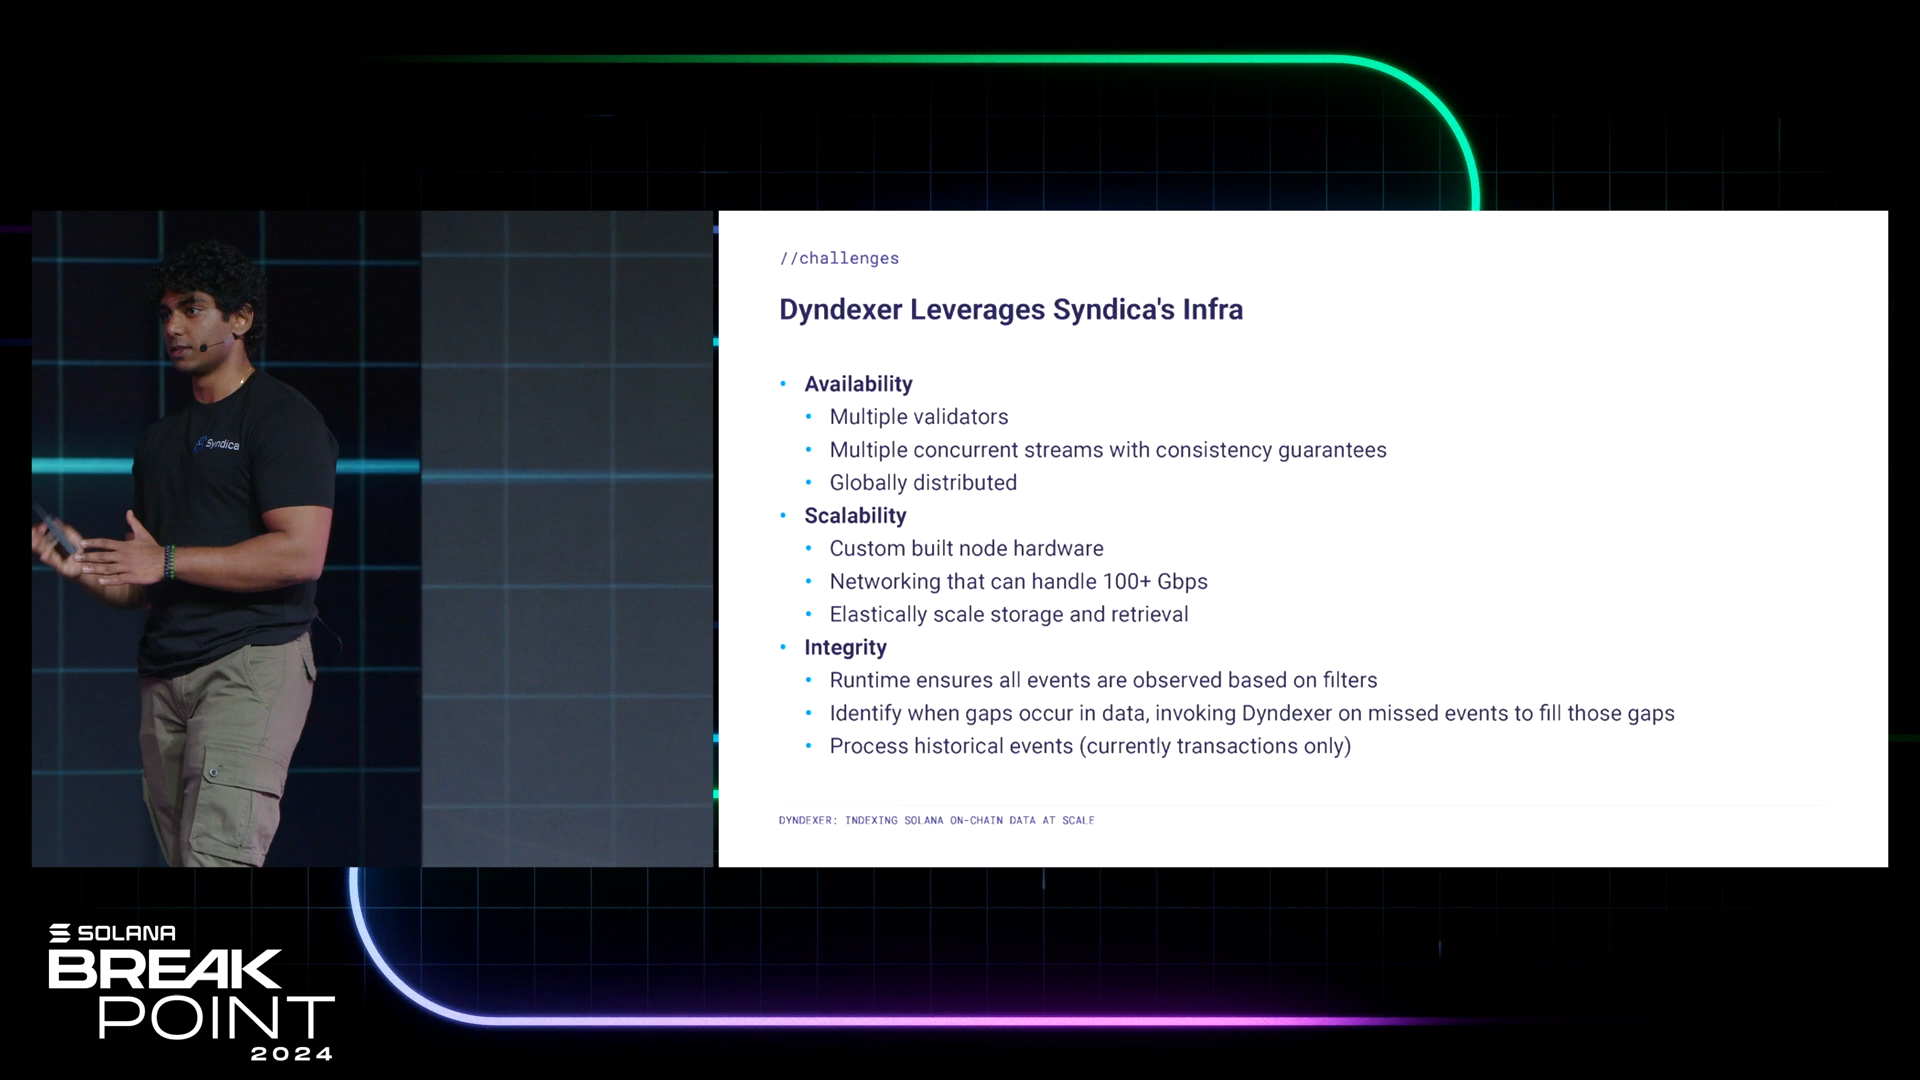 //challenges
Dyndexer Leverages Syndica's Infra
• Availability
• Multiple validators
• Multiple concurrent streams with consistency guarantees
• Globally distributed
• Scalability
• Custom built node hardware
• Networking that can handle 100+ Gbps
• Elastically scale storage and retrieval
• Integrity
• Runtime ensures all events are observed based on filters
• Identify when gaps occur in data, invoking Dyndexer on missed events to fill those gaps
• Process historical events (currently transactions only)
DYNDEXER: INDEXING SOLANA ON-CHAIN DATA AT SCALE
Syndica
SOLANA
BREAK
POINT
2024